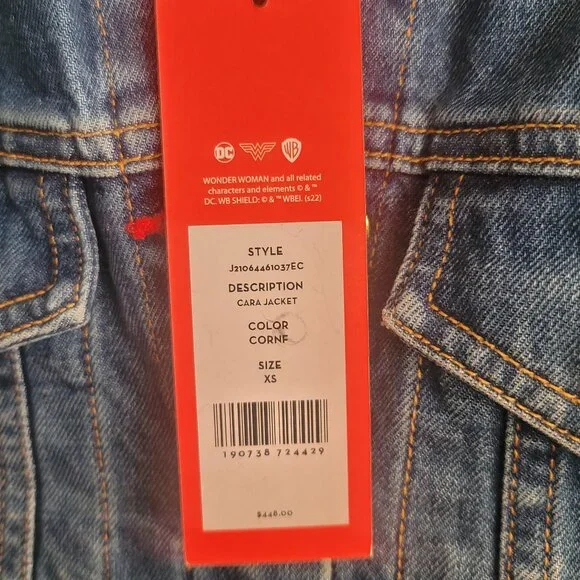 DC W WB
WONDER WOMAN and all related
characters and elements © & ™
DC. WB SHIELD: © & ™ WBEI. (s22)
STYLE
J21064461037EC
DESCRIPTION
CARA JACKET
COLOR
CORNF
SIZE
XS
190738 724429
$448.00